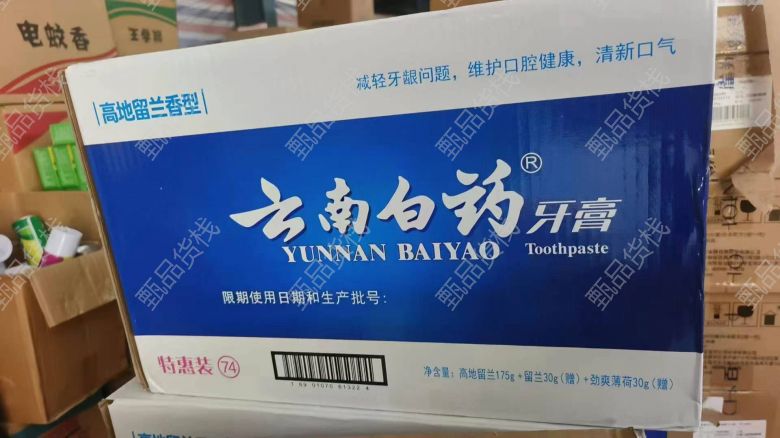 电蚊香
减轻牙龈问题，维护口腔健康，清新口气
高地留兰香型
云南白药®牙膏
YUNNAN BAIYAO Toothpaste
限期使用日期和生产批号：
特惠装 74
净含量：高地留兰175g+留兰30g(赠)+劲爽薄荷30g(赠)
甄品货栈